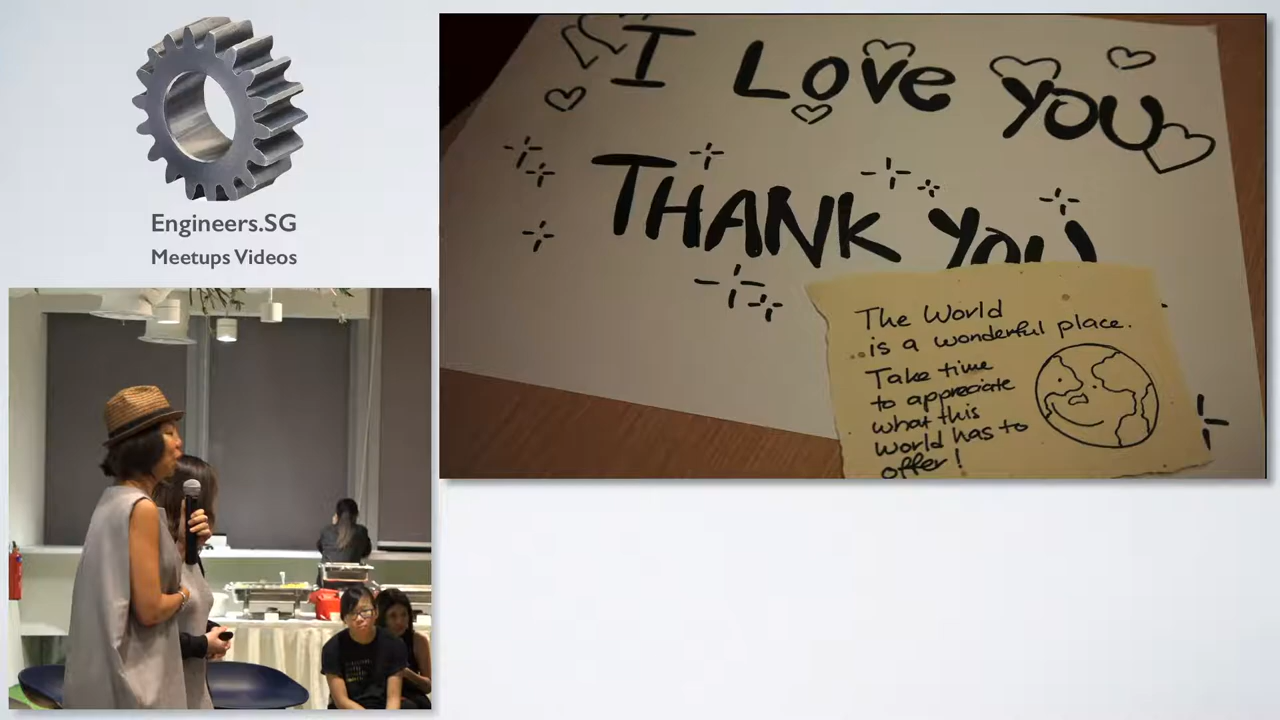 Engineers.SG
Meetups Videos
I Love You
THANK You
The World
is a wonderful place.
Take time
to appreciate
what this
world has to
offer!